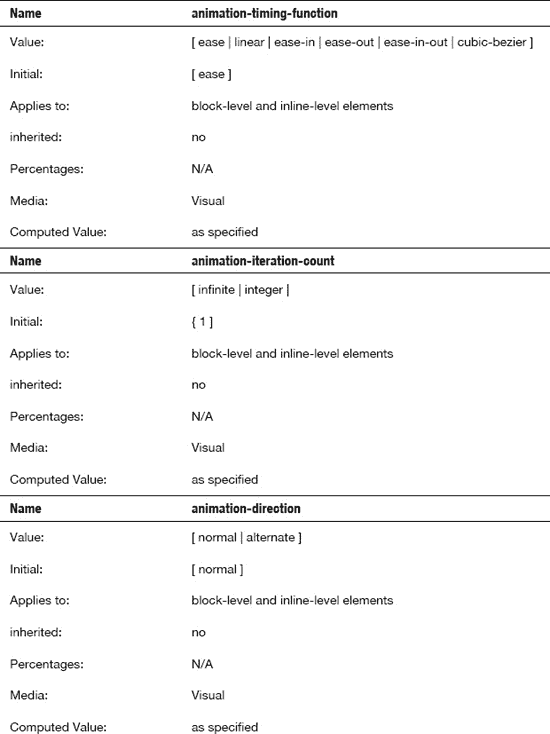 Name animation-timing-function
Value: [ ease | linear | ease-in | ease-out | ease-in-out | cubic-bezier ]
Initial: [ ease ]
Applies to: block-level and inline-level elements
inherited: no
Percentages: N/A
Media: Visual
Computed Value: as specified
Name animation-iteration-count
Value: [ infinite | integer |
Initial: { 1 ]
Applies to: block-level and inline-level elements
inherited: no
Percentages: N/A
Media: Visual
Computed Value: as specified
Name animation-direction
Value: [ normal | alternate ]
Initial: [ normal ]
Applies to: block-level and inline-level elements
inherited: no
Percentages: N/A
Media: Visual
Computed Value: as specified